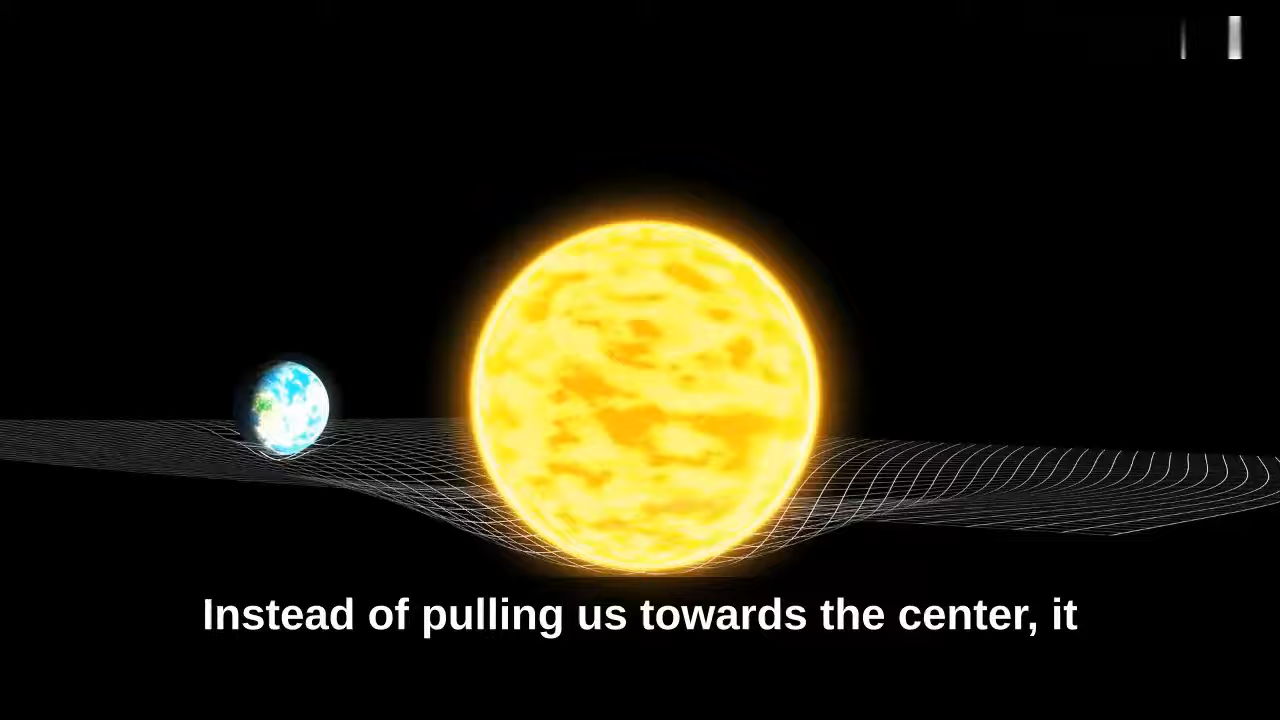 Instead of pulling us towards the center, it